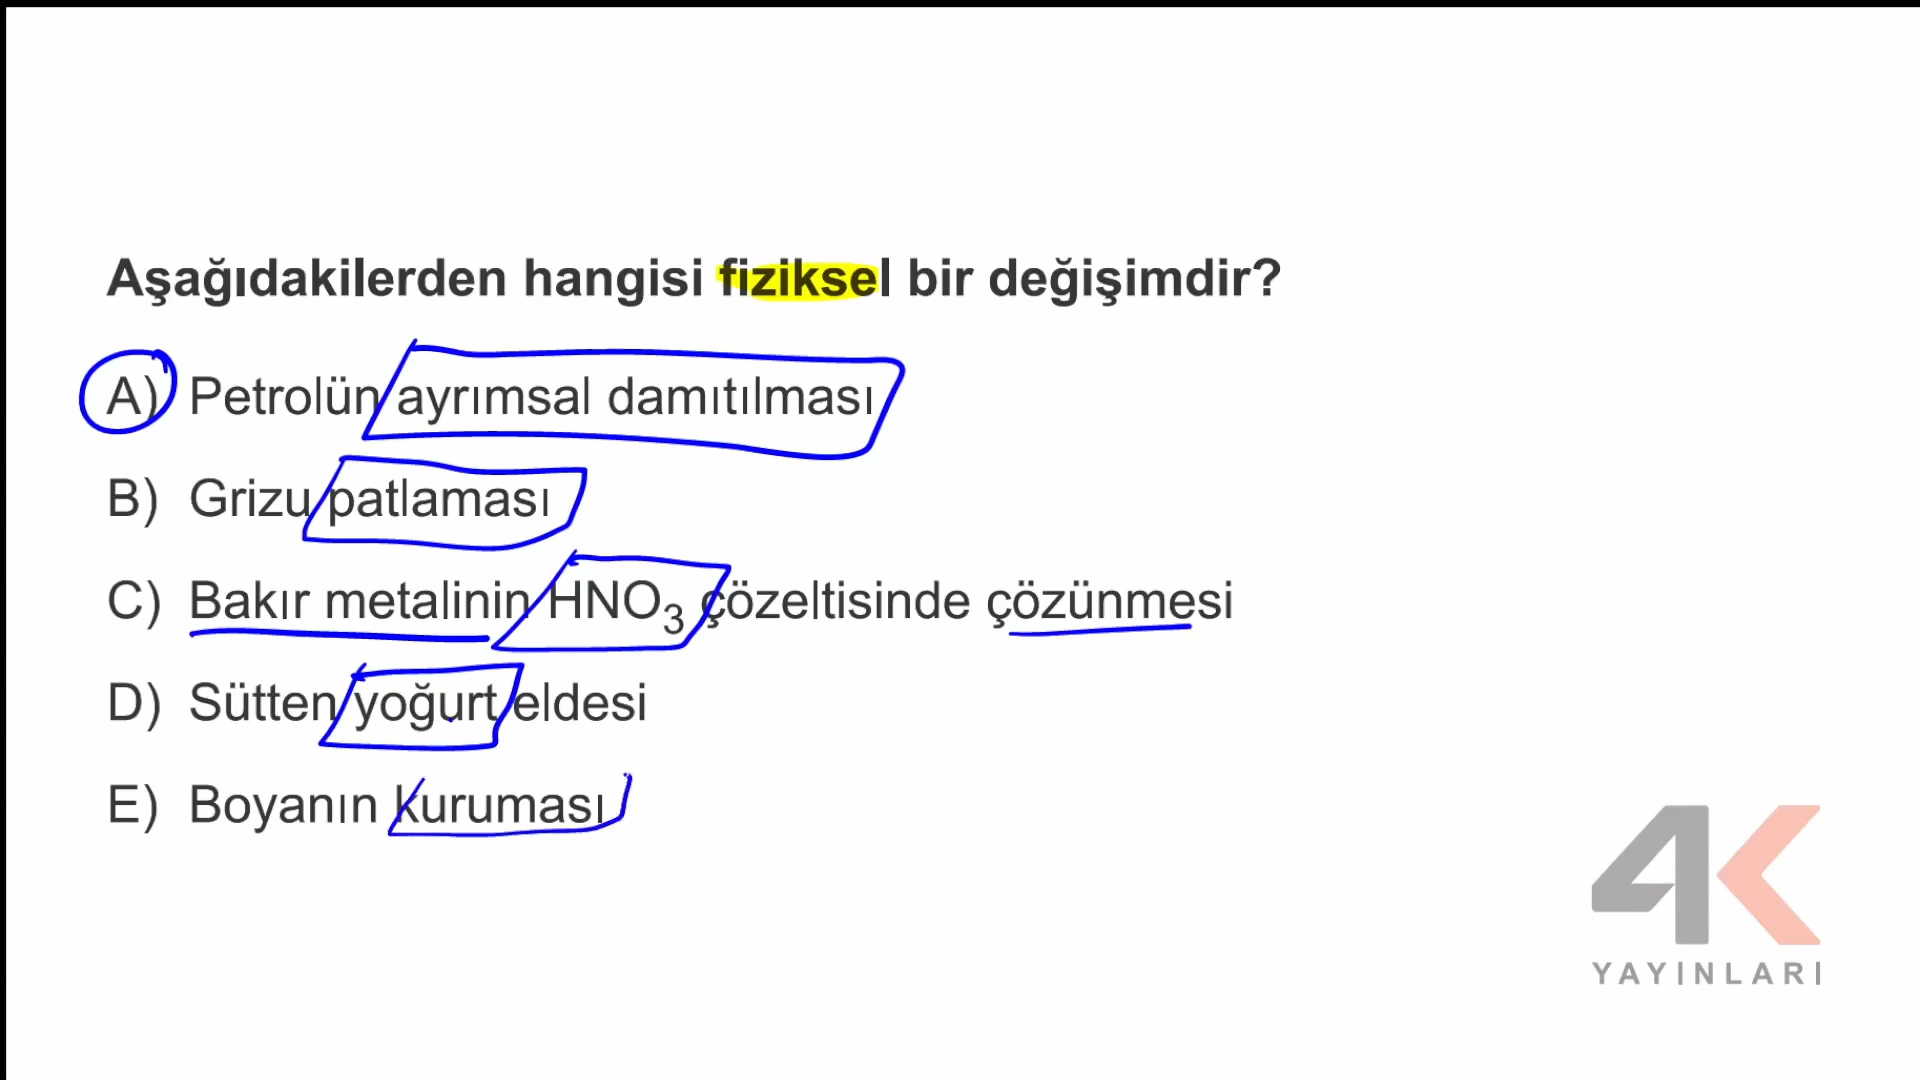 Aşağıdakilerden hangisi fiziksel bir değişimdir?
A) Petrolün ayrımsal damıtılması
B) Grizu patlaması
C) Bakır metalinin HNO₃ çözeltisinde çözünmesi
D) Sütten yoğurt eldesi
E) Boyanın kuruması
4K
YAYINLARI